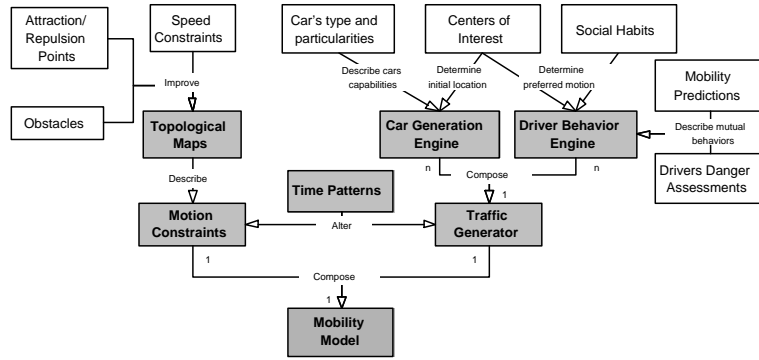 Attraction/
Repulsion
Points
Speed
Constraints
Car's type and
particularities
Centers of
Interest
Social Habits
Improve
Describe cars
capabilities
Determine
initial location
Determine
preferred motion
Mobility
Predictions
Obstacles
Topological
Maps
Car Generation
Engine
Driver Behavior
Engine
Describe mutual
behaviors
Drivers Danger
Assessments
Describe
n
Compose
n
Time Patterns
1
Motion
Constraints
Alter
Traffic
Generator
1
1
Compose
1
Mobility
Model